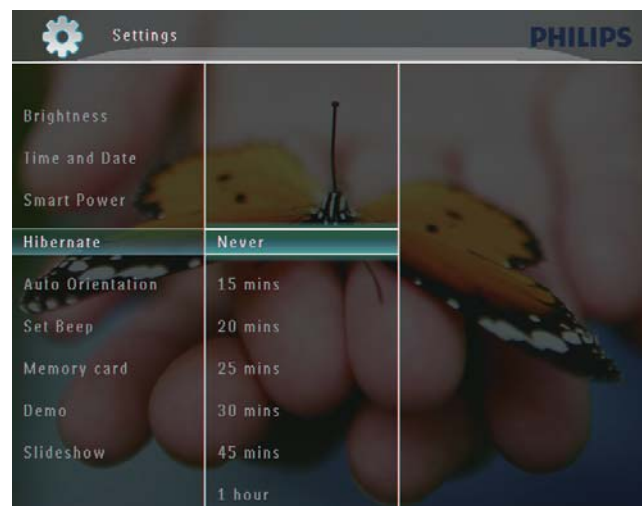 Settings
PHILIPS
Brightness
Time and Date
Smart Power
Hibernate
Auto Orientation
Set Beep
Memory card
Demo
Slideshow
Never
15 mins
20 mins
25 mins
30 mins
45 mins
1 hour